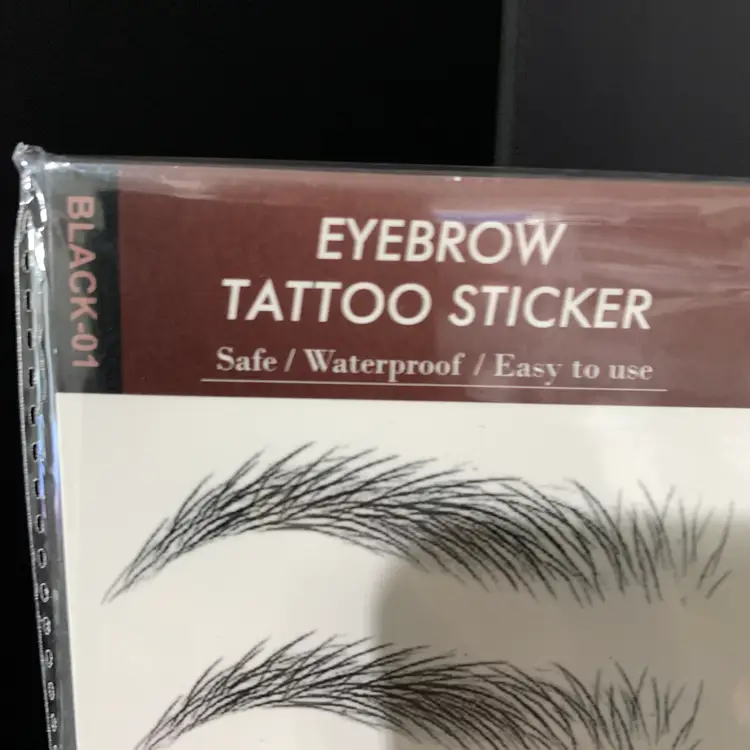 BLACK-01
EYEBROW
TATTOO STICKER
Safe / Waterproof / Easy to use